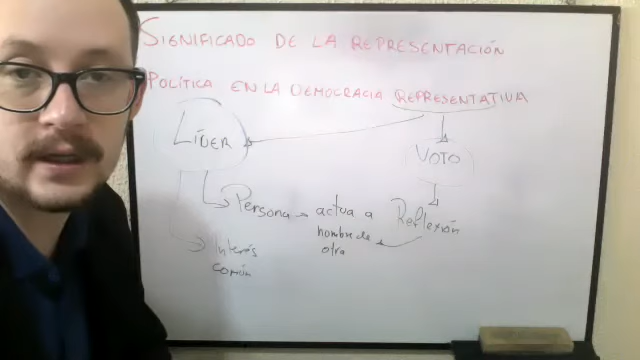 SIGNIFICADO DE LA REPRESENTACIÓN
POLÍTICA EN LA DEMOCRACIA REPRESENTATIVA
LÍDER
VOTO
Persona
actua a
nombre de
otra
Reflexión
Interés
común